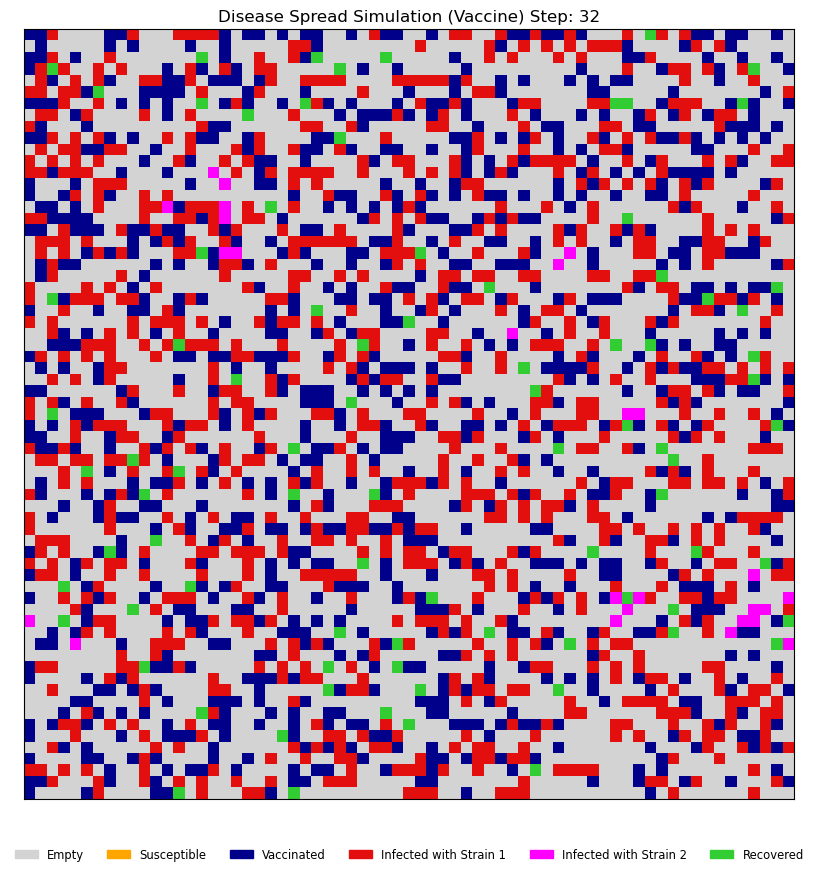 Disease Spread Simulation (Vaccine) Step: 32
Empty Susceptible Vaccinated Infected with Strain 1 Infected with Strain 2 Recovered